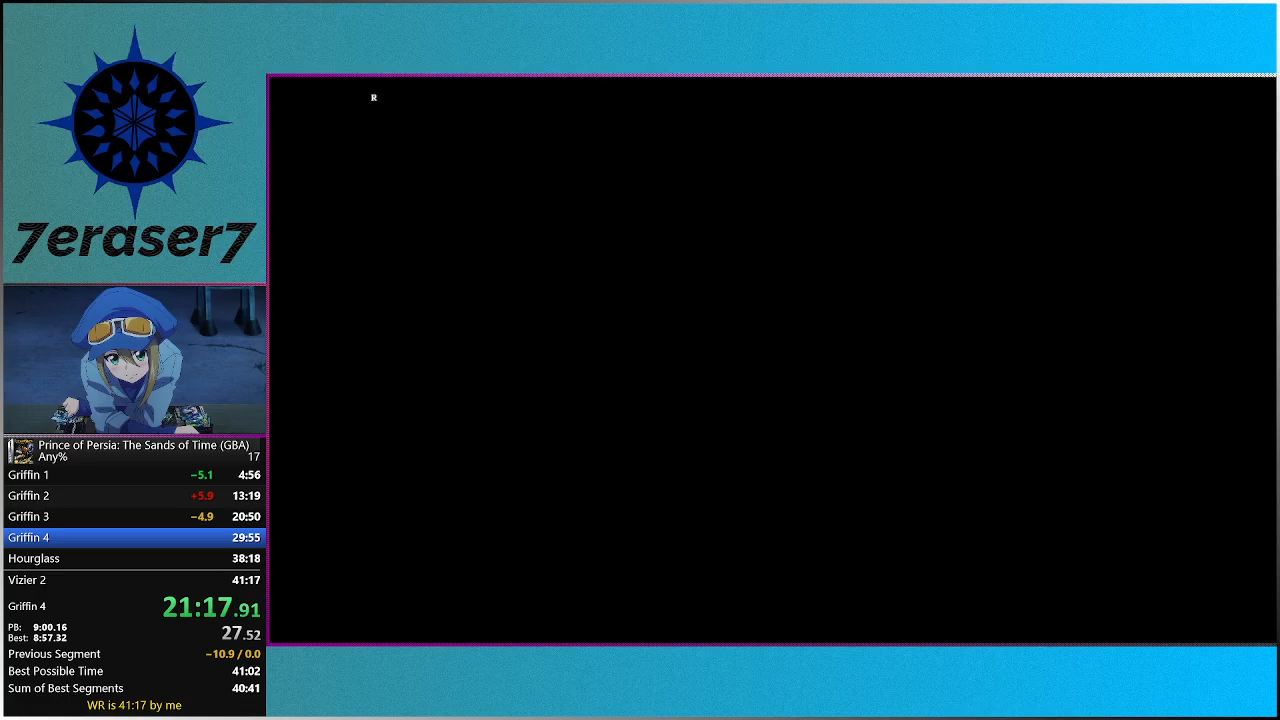 R
7eraser7
Prince of Persia: The Sands of Time (GBA)
Any% 17
Griffin 1 −5.1 4:56
Griffin 2 +5.9 13:19
Griffin 3 −4.9 20:50
Griffin 4 29:55
Hourglass 38:18
Vizier 2 41:17
Griffin 4 21:17.91
PB: 9:00.16
Best: 8:57.32 27.52
Previous Segment −10.9 / 0.0
Best Possible Time 41:02
Sum of Best Segments 40:41
WR is 41:17 by me